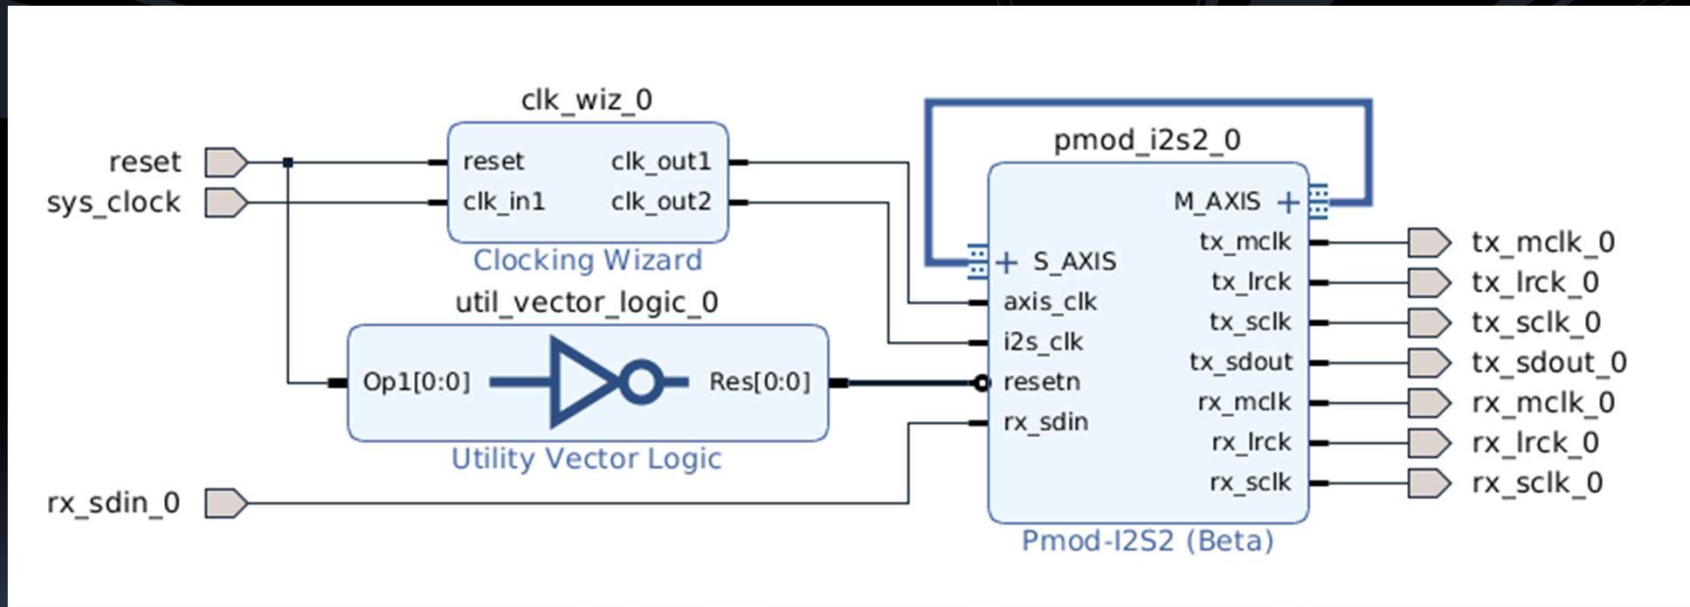 clk_wiz_0
reset
sys_clock
reset clk_out1
clk_in1 clk_out2
Clocking Wizard
util_vector_logic_0
Op1[0:0] Res[0:0]
Utility Vector Logic
rx_sdin_0
pmod_i2s2_0
M_AXIS
S_AXIS
axis_clk
i2s_clk
resetn
rx_sdin
tx_mclk
tx_lrck
tx_sclk
tx_sdout
rx_mclk
rx_lrck
rx_sclk
Pmod-I2S2 (Beta)
tx_mclk_0
tx_lrck_0
tx_sclk_0
tx_sdout_0
rx_mclk_0
rx_lrck_0
rx_sclk_0